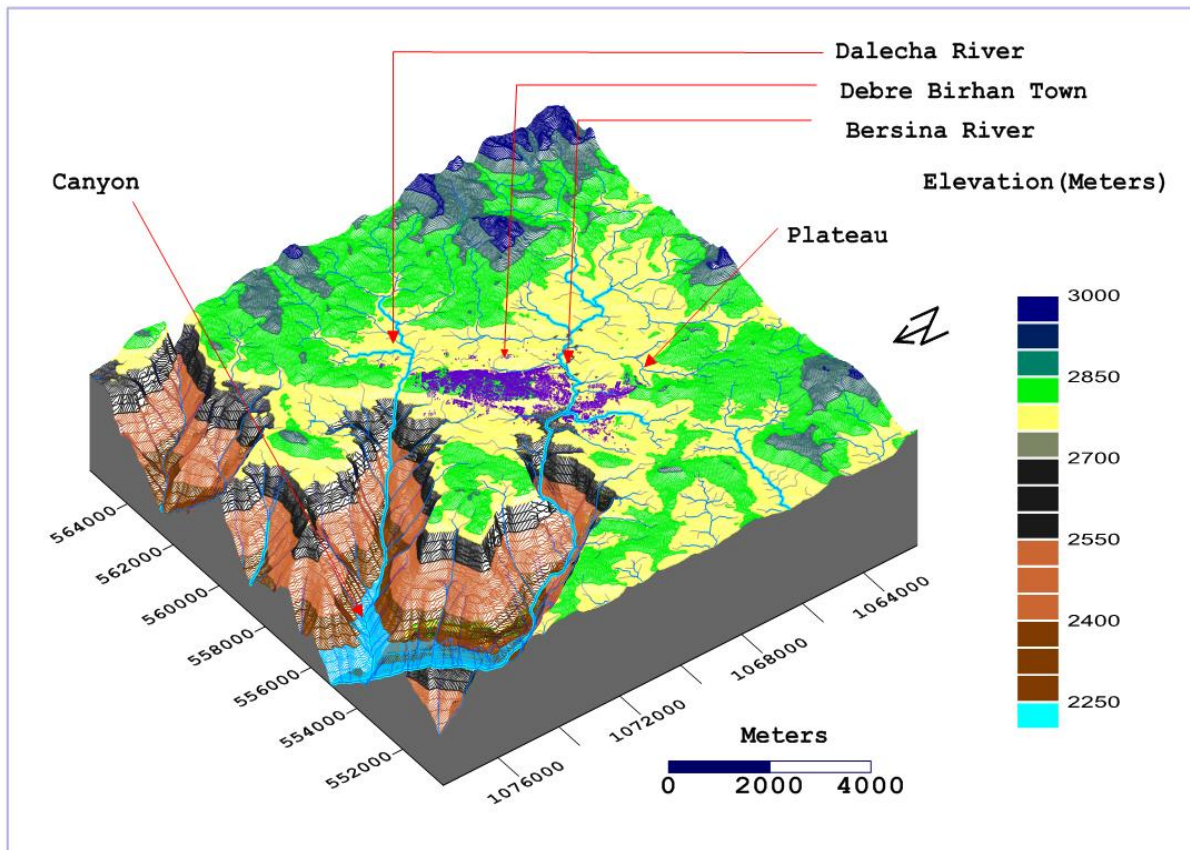 Dalecha River
Debre Birhan Town
Bersina River
Canyon
Elevation(Meters)
Plateau
3000
2850
2700
2550
2400
2250
564000
562000
560000
558000
556000
554000
552000
1064000
1068000
1072000
1076000
Meters
0 2000 4000